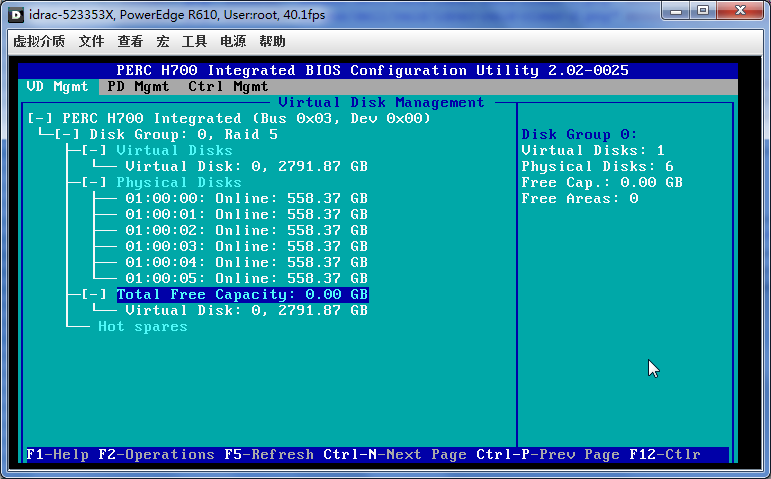 idrac-523353X, PowerEdge R610, User:root, 40.1fps
虚拟介质 文件 查看 宏 工具 电源 帮助
PERC H700 Integrated BIOS Configuration Utility 2.02-0025
VD Mgmt PD Mgmt Ctrl Mgmt
Virtual Disk Management
[-] PERC H700 Integrated (Bus 0x03, Dev 0x00)
[-] Disk Group: 0, Raid 5
[-] Virtual Disks
Virtual Disk: 0, 2791.87 GB
[-] Physical Disks
01:00:00: Online: 558.37 GB
01:00:01: Online: 558.37 GB
01:00:02: Online: 558.37 GB
01:00:03: Online: 558.37 GB
01:00:04: Online: 558.37 GB
01:00:05: Online: 558.37 GB
[-] Total Free Capacity: 0.00 GB
Virtual Disk: 0, 2791.87 GB
Hot spares
Disk Group 0:
Virtual Disks: 1
Physical Disks: 6
Free Cap.: 0.00 GB
Free Areas: 0
F1-Help F2-Operations F5-Refresh Ctrl-N-Next Page Ctrl-P-Prev Page F12-Ctlr